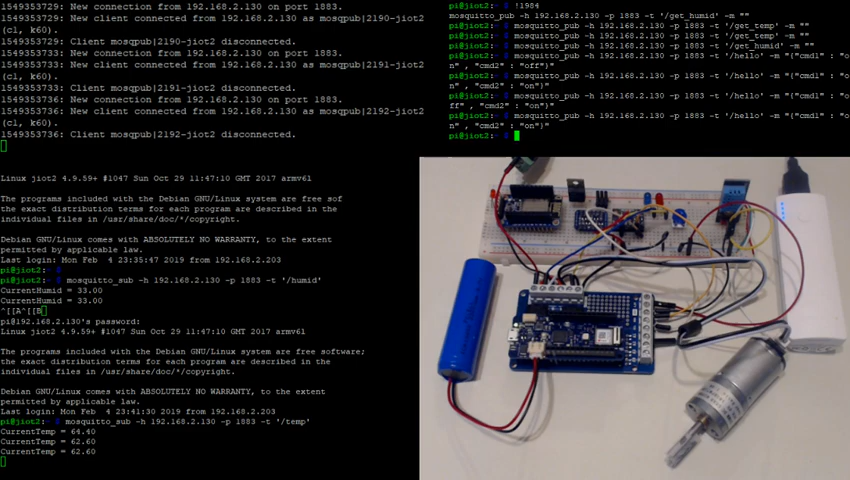 1549353729: New connection from 192.168.2.130 on port 1883.
1549353729: New client connected from 192.168.2.130 as mosqpub|2190-jiot2
(cl, k60).
1549353729: Client mosqpub|2190-jiot2 disconnected.
1549353733: New connection from 192.168.2.130 on port 1883.
1549353733: New client connected from 192.168.2.130 as mosqpub|2191-jiot2
(cl, k60).
1549353733: Client mosqpub|2191-jiot2 disconnected.
1549353736: New connection from 192.168.2.130 on port 1883.
1549353736: New client connected from 192.168.2.130 as mosqpub|2192-jiot2
(cl, k60).
1549353736: Client mosqpub|2192-jiot2 disconnected.
pi@jiot2:~ $ !1984
mosquitto_pub -h 192.168.2.130 -p 1883 -t '/get_humid' -m ""
pi@jiot2:~ $ mosquitto_pub -h 192.168.2.130 -p 1883 -t '/get_temp' -m ""
pi@jiot2:~ $ mosquitto_pub -h 192.168.2.130 -p 1883 -t '/get_temp' -m ""
pi@jiot2:~ $ mosquitto_pub -h 192.168.2.130 -p 1883 -t '/get_humid' -m ""
pi@jiot2:~ $ mosquitto_pub -h 192.168.2.130 -p 1883 -t '/hello' -m "{"cmd1" : "o
n" , "cmd2" : "off"}"
pi@jiot2:~ $ mosquitto_pub -h 192.168.2.130 -p 1883 -t '/hello' -m "{"cmd1" : "o
n" , "cmd2" : "on"}"
pi@jiot2:~ $ mosquitto_pub -h 192.168.2.130 -p 1883 -t '/hello' -m "{"cmd1" : "o
ff" , "cmd2" : "on"}"
pi@jiot2:~ $ mosquitto_pub -h 192.168.2.130 -p 1883 -t '/hello' -m "{"cmd1" : "o
n" , "cmd2" : "on"}"
pi@jiot2:~ $
Linux jiot2 4.9.59+ #1047 Sun Oct 29 11:47:10 GMT 2017 armv6l
The programs included with the Debian GNU/Linux system are free sof
the exact distribution terms for each program are described in the
individual files in /usr/share/doc/*/copyright.
Debian GNU/Linux comes with ABSOLUTELY NO WARRANTY, to the extent
permitted by applicable law.
Last login: Mon Feb  4 23:35:47 2019 from 192.168.2.203
pi@jiot2:~ $
pi@jiot2:~ $ mosquitto_sub -h 192.168.2.130 -p 1883 -t '/humid'
CurrentHumid = 33.00
CurrentHumid = 33.00
^[[A^[[B
pi@192.168.2.130's password:
Linux jiot2 4.9.59+ #1047 Sun Oct 29 11:47:10 GMT 2017 armv6l
The programs included with the Debian GNU/Linux system are free software;
the exact distribution terms for each program are described in the
individual files in /usr/share/doc/*/copyright.
Debian GNU/Linux comes with ABSOLUTELY NO WARRANTY, to the extent
permitted by applicable law.
Last login: Mon Feb  4 23:41:30 2019 from 192.168.2.203
pi@jiot2:~ $ mosquitto_sub -h 192.168.2.130 -p 1883 -t '/temp'
CurrentTemp = 64.40
CurrentTemp = 62.60
CurrentTemp = 62.60